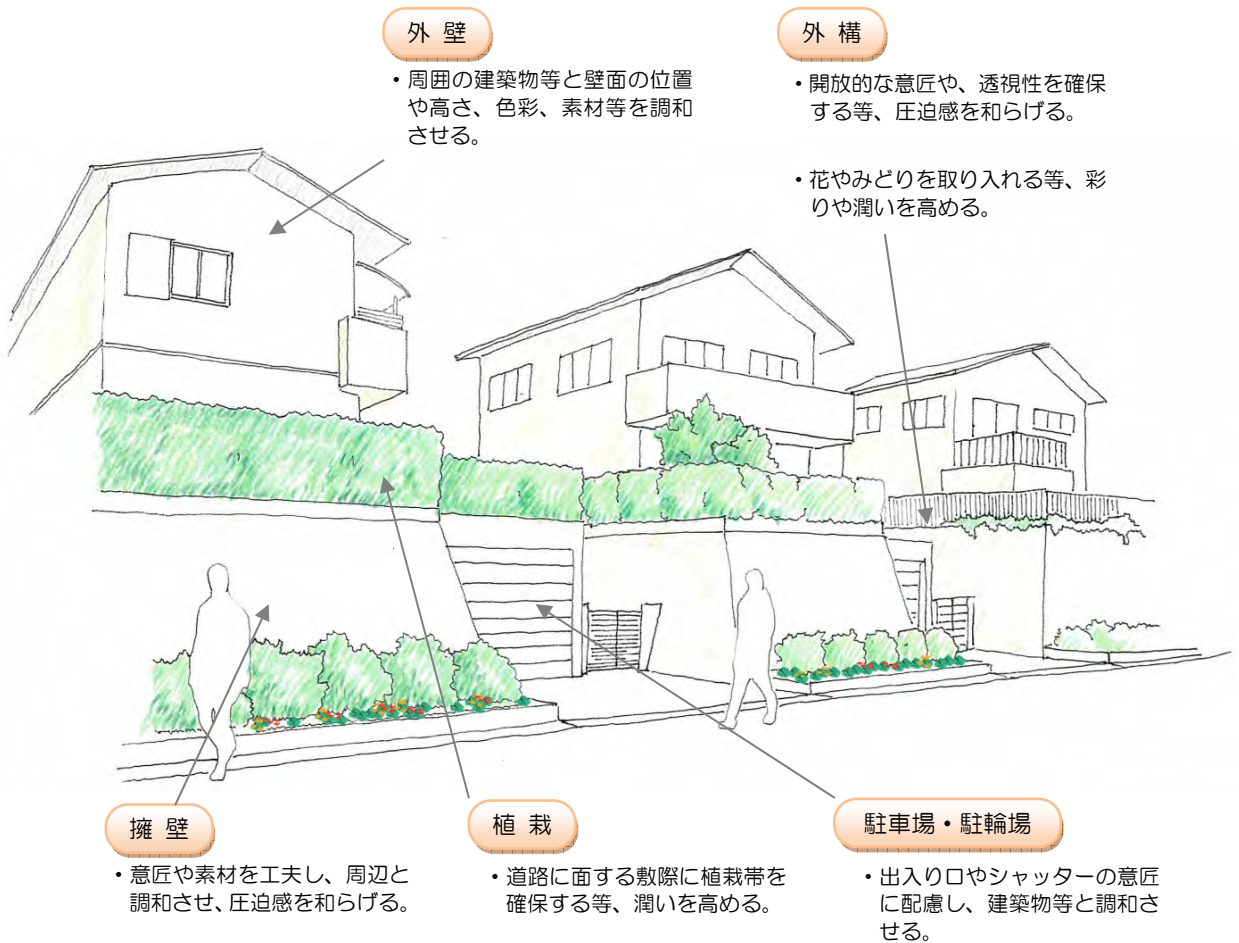 外壁
・周囲の建築物等と壁面の位置
や高さ、色彩、素材等を調和
させる。
外構
・開放的な意匠や、透視性を確保
する等、圧迫感を和らげる。
・花やみどりを取り入れる等、彩
りや潤いを高める。
擁壁
・意匠や素材を工夫し、周辺と
調和させ、圧迫感を和らげる。
植栽
・道路に面する敷際に植栽帯を
確保する等、潤いを高める。
駐車場・駐輪場
・出入り口やシャッターの意匠
に配慮し、建築物等と調和さ
せる。